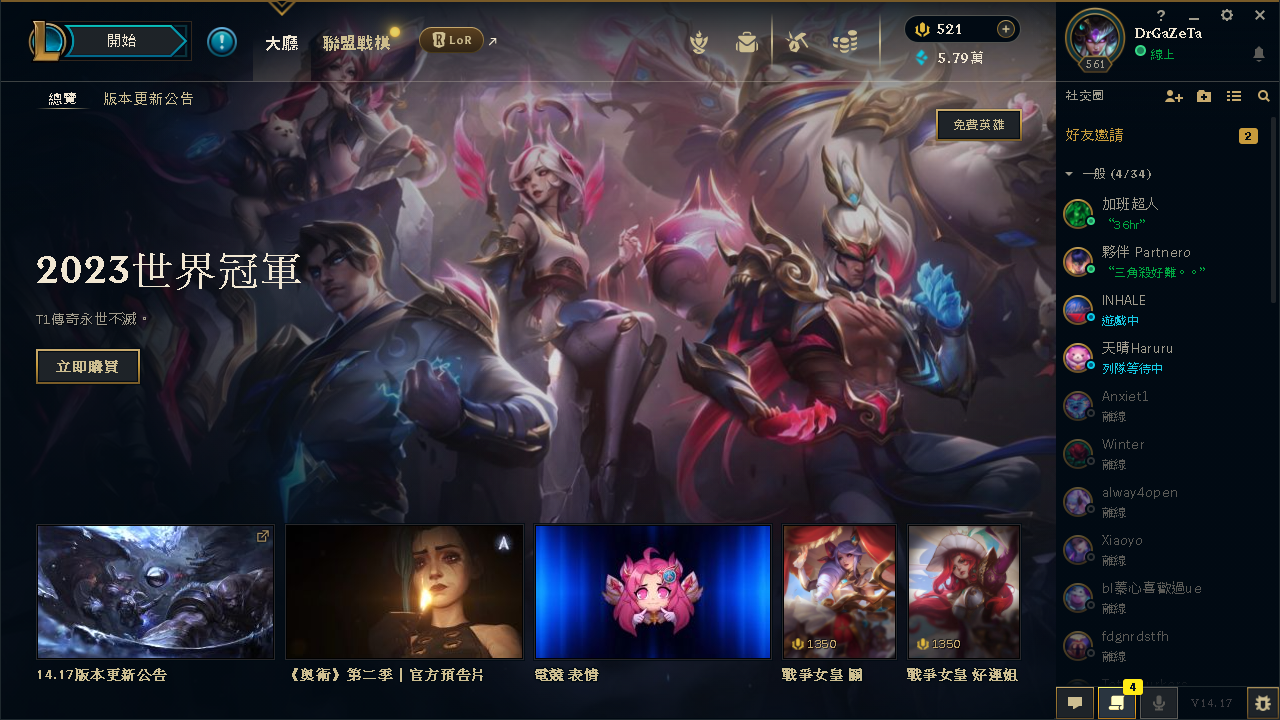 開始
大廳
聯盟戰棋
LoR
521
5.79萬
DrGaZeTa
線上
561
總覽
版本更新公告
免費英雄
社交圈
好友邀請
2
一般 (4/34)
加班超人
“36hr”
夥伴 Partnero
“三角殺好難。。”
INHALE
遊戲中
天晴Haruru
列隊等待中
Anxiet1
離線
Winter
離線
alway4open
離線
Xiaoyo
離線
bl蓁心喜歡過ue
離線
fdgnrdstfh
離線
2023世界冠軍
T1傳奇永世不滅。
立即購買
1350
1350
14.17版本更新公告
《奧術》第二季 | 官方預告片
電競 表情
戰爭女皇 關
戰爭女皇 好運姐
4
V14.17